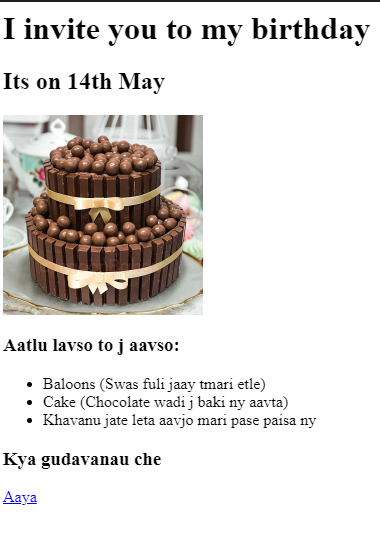 I invite you to my birthday
Its on 14th May
Aatlu lavso to j aavso:
Baloons (Swas fuli jaay tmari etle)
Cake (Chocolate wadi j baki ny aavta)
Khavanu jate leta aavjo mari pase paisa ny
Kya gudavanau che
Aaya